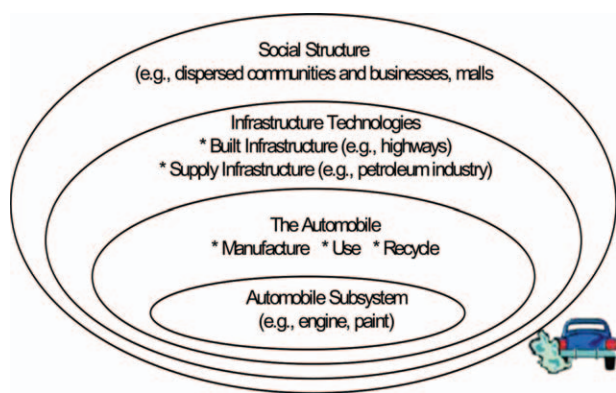 Social Structure
(e.g., dispersed communities and businesses, malls
Infrastructure Technologies
* Built Infrastructure (e.g., highways)
* Supply Infrastructure (e.g., petroleum industry)
The Automobile
* Manufacture * Use * Recycle
Automobile Subsystem
(e.g., engine, paint)